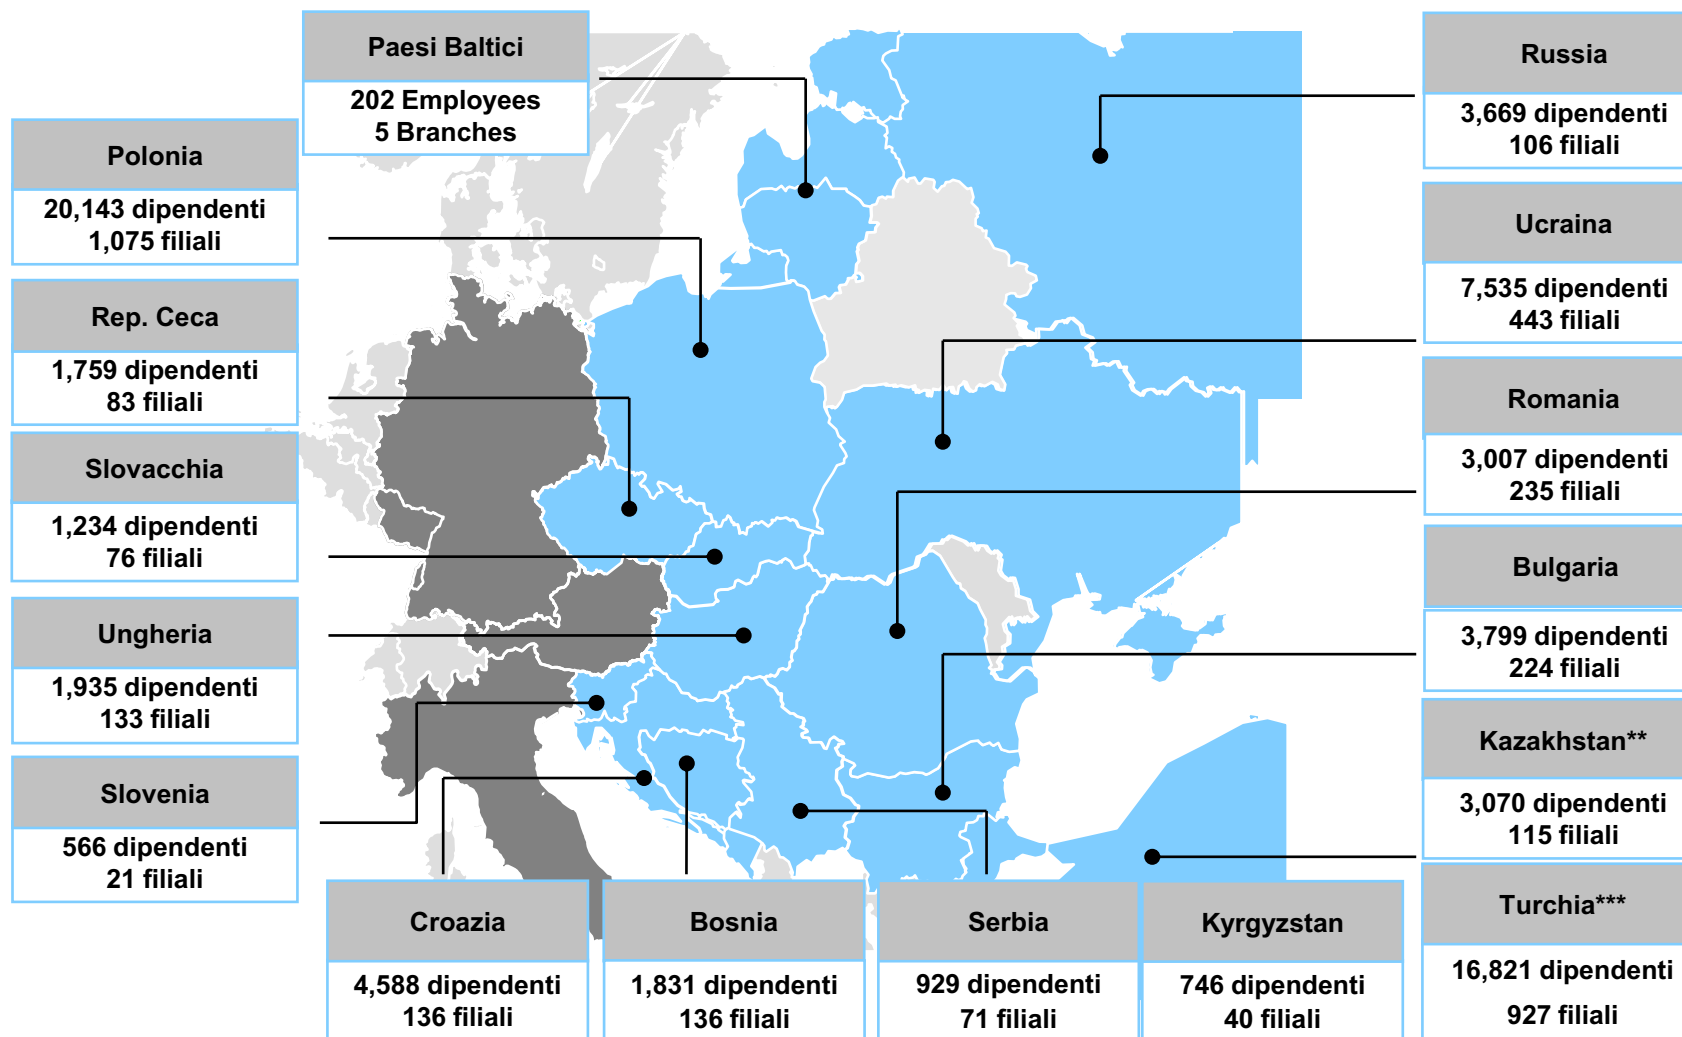 Paesi Baltici
202 Employees
5 Branches
Polonia
20,143 dipendenti
1,075 filiali
Rep. Ceca
1,759 dipendenti
83 filiali
Slovacchia
1,234 dipendenti
76 filiali
Ungheria
1,935 dipendenti
133 filiali
Slovenia
566 dipendenti
21 filiali
Croazia
4,588 dipendenti
136 filiali
Bosnia
1,831 dipendenti
136 filiali
Serbia
929 dipendenti
71 filiali
Kyrgyzstan
746 dipendenti
40 filiali
Russia
3,669 dipendenti
106 filiali
Ucraina
7,535 dipendenti
443 filiali
Romania
3,007 dipendenti
235 filiali
Bulgaria
3,799 dipendenti
224 filiali
Kazakhstan**
3,070 dipendenti
115 filiali
Turchia***
16,821 dipendenti
927 filiali